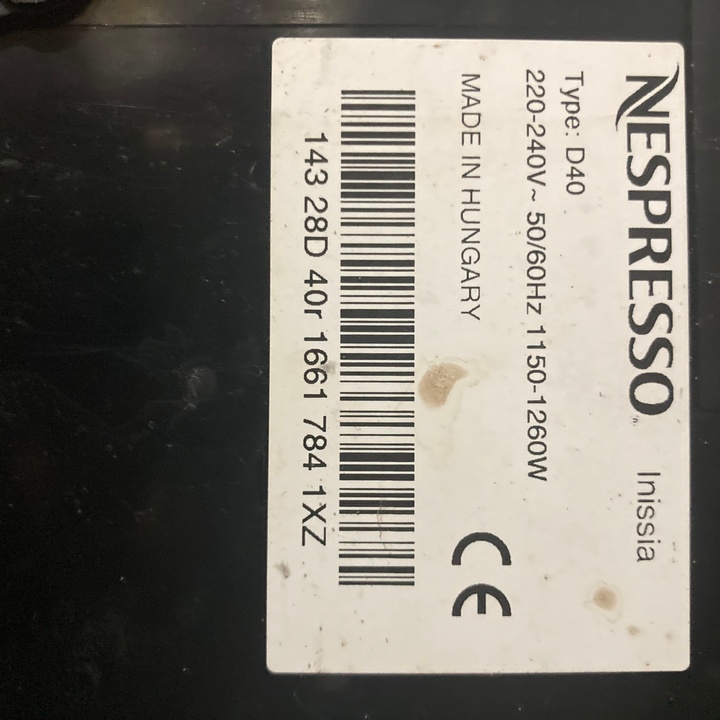 NESPRESSO Inissia
Type: D40
220-240V~ 50/60Hz 1150-1260W
MADE IN HUNGARY
CE
143 28D 40r 1661 784 1XZ